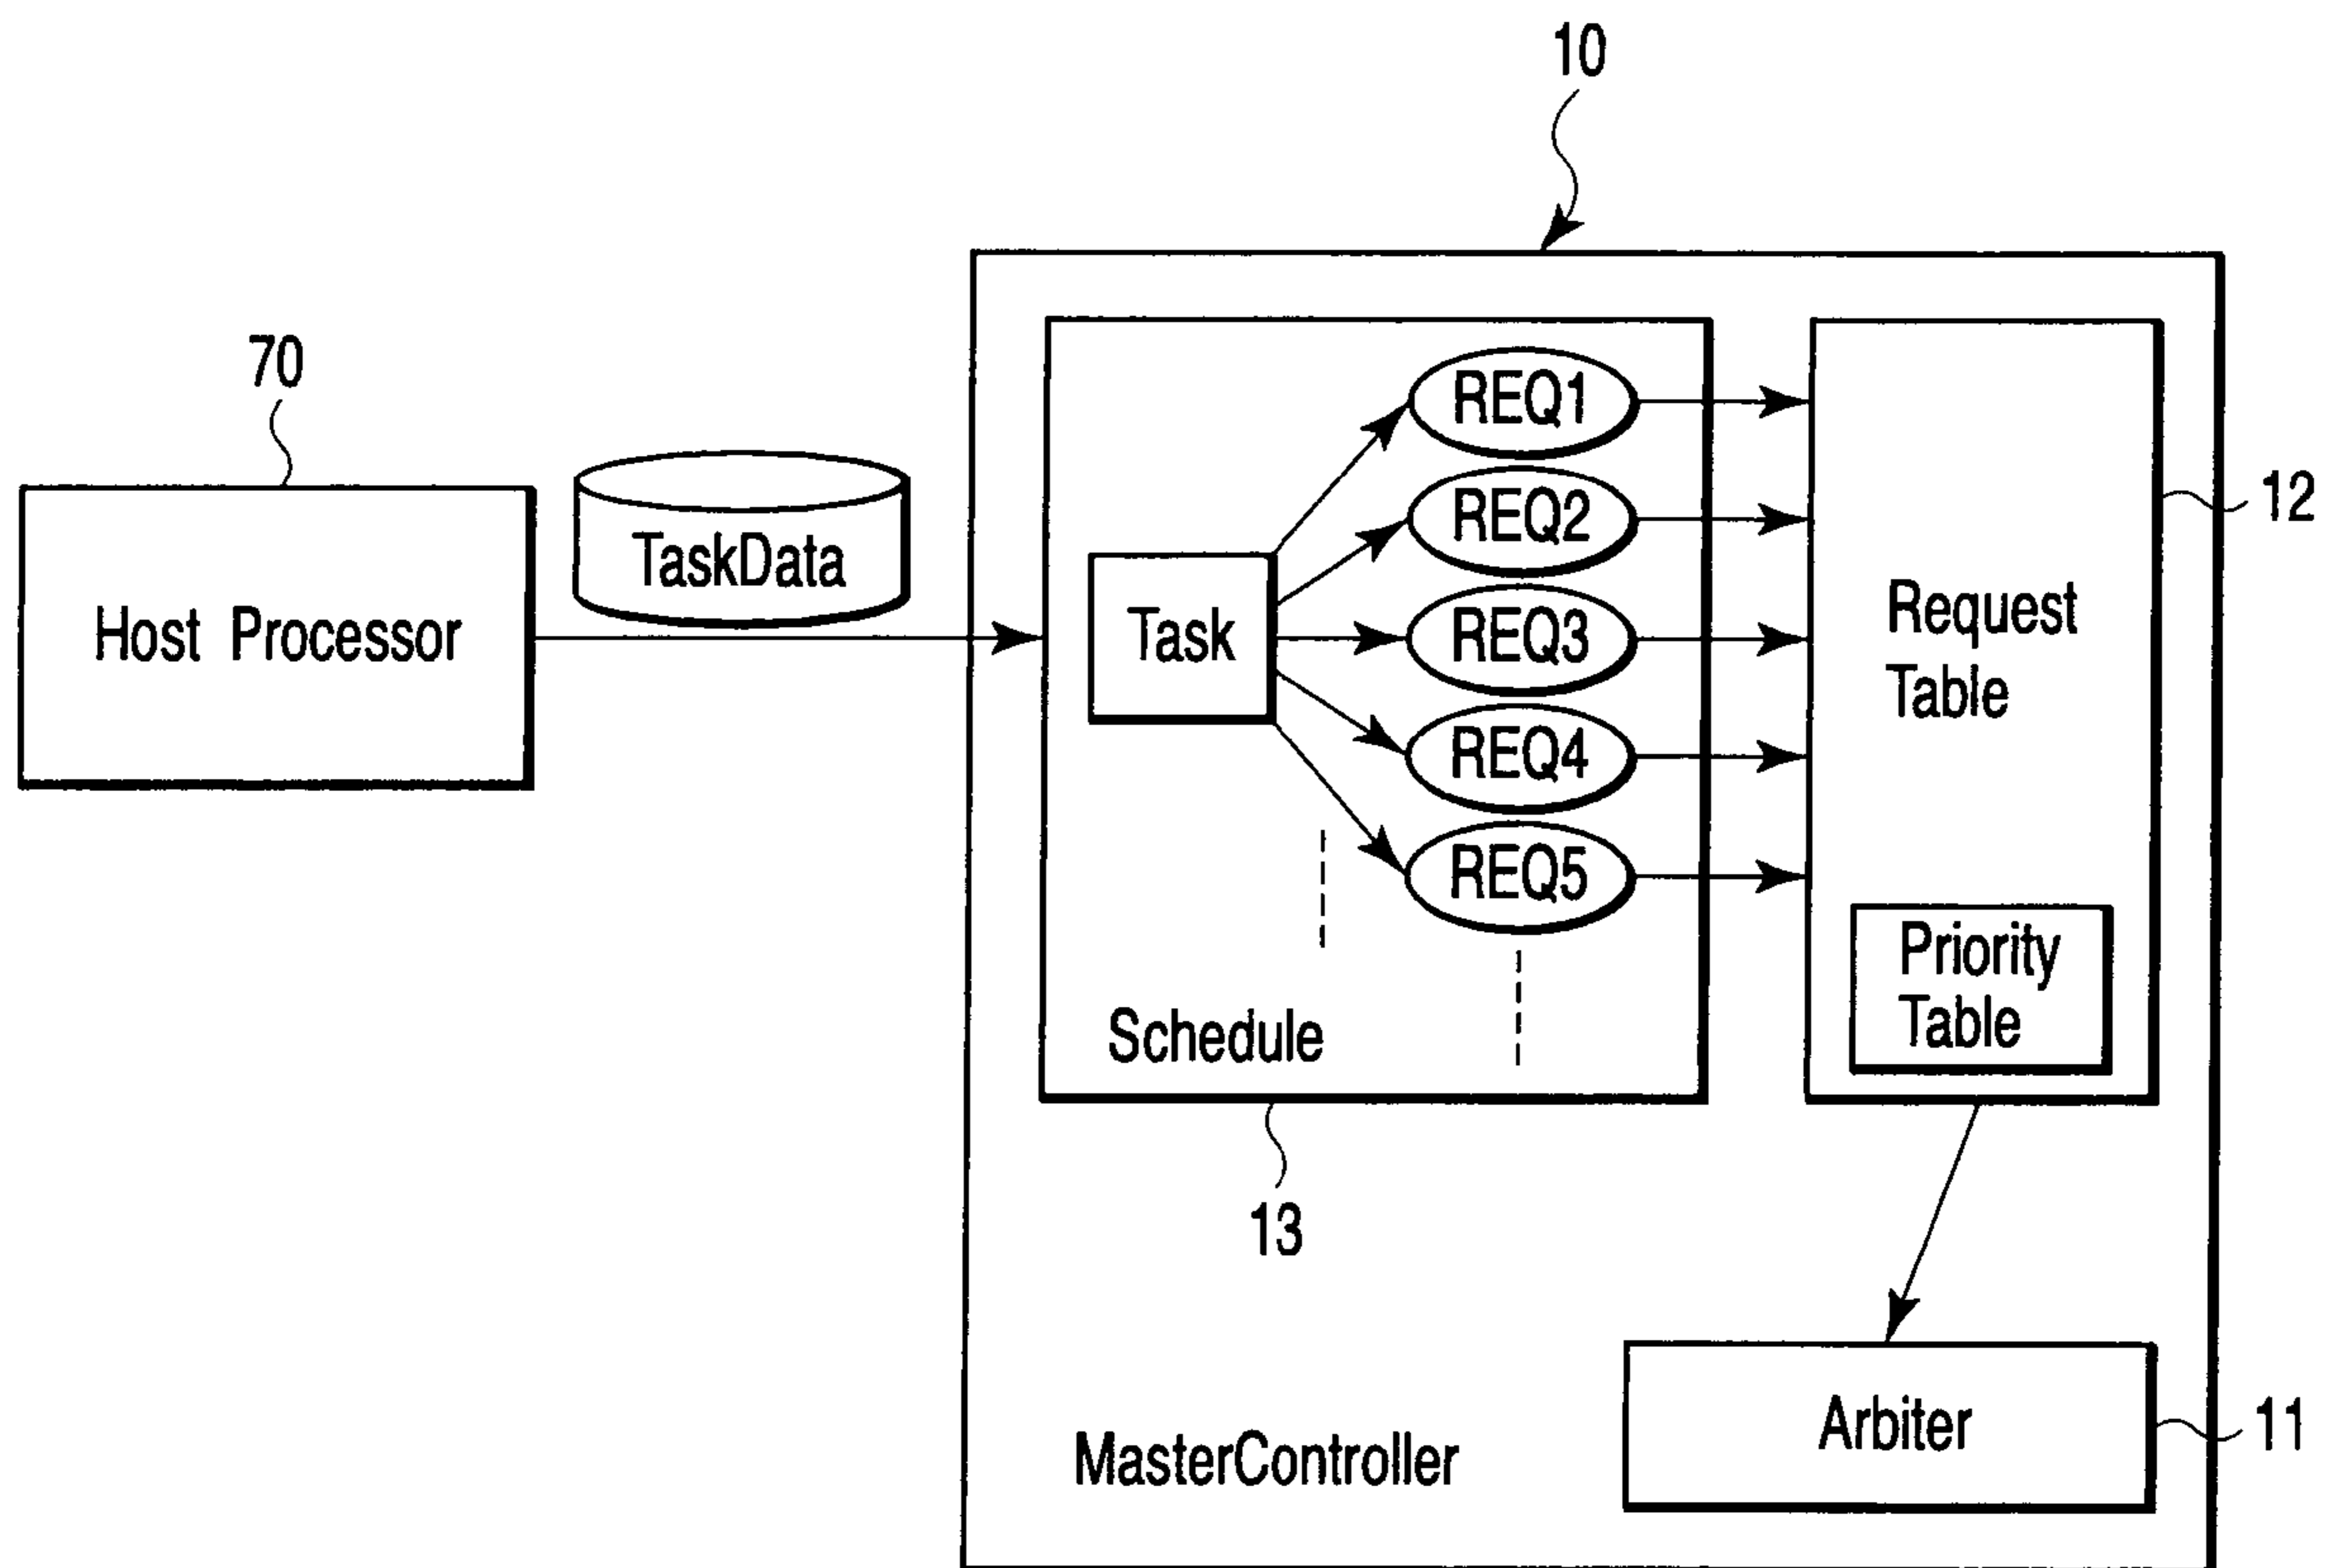 10
70
Host Processor
TaskData
Task
REQ1
REQ2
REQ3
REQ4
REQ5
Schedule
13
Request
Table
12
Priority
Table
MasterController
Arbiter
11